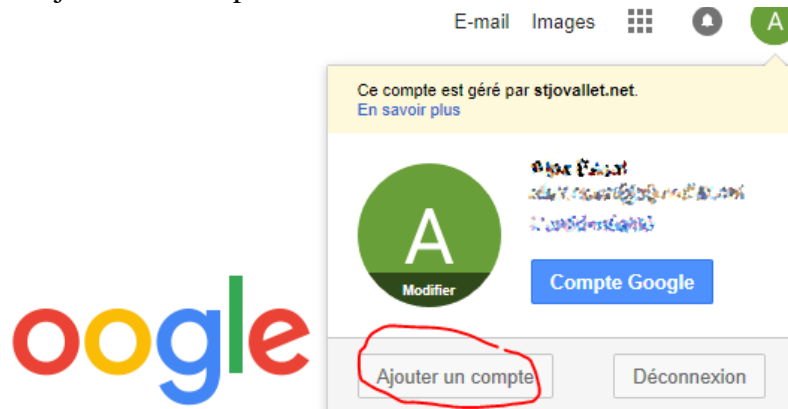 E-mail Images
A
Ce compte est géré par stjovallet.net.
En savoir plus
A
Modifier
Compte Google
oogle
Ajouter un compte
Déconnexion